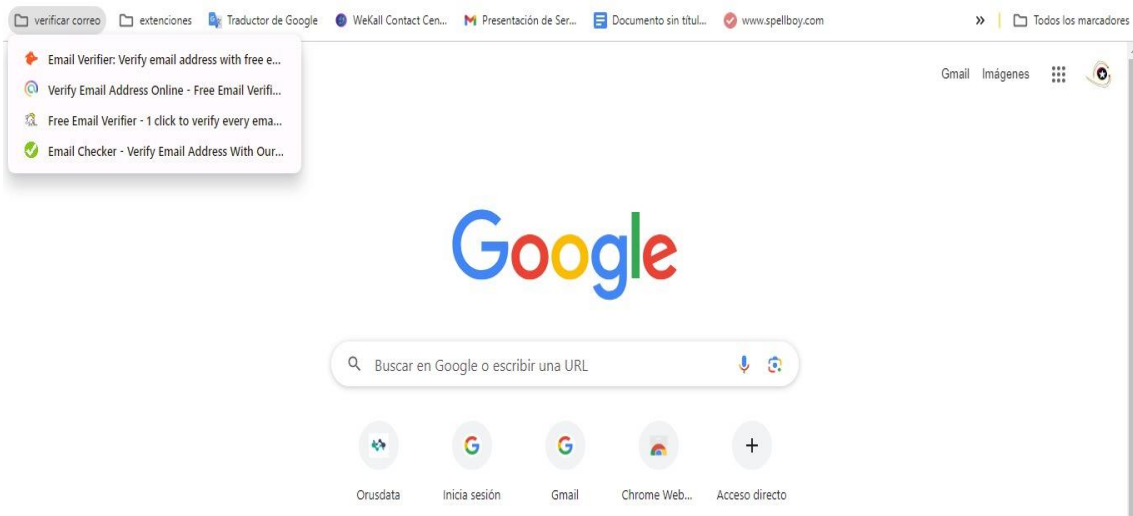 verificar correo extenciones Traductor de Google WeKall Contact Cen... Presentación de Ser... Documento sin títul... www.spellboy.com » Todos los marcadores
Email Verifier: Verify email address with free e...
Verify Email Address Online - Free Email Verifi...
Free Email Verifier - 1 click to verify every ema...
Email Checker - Verify Email Address With Our...
Gmail Imágenes
Google
Buscar en Google o escribir una URL
Orusdata Inicia sesión Gmail Chrome Web... Acceso directo